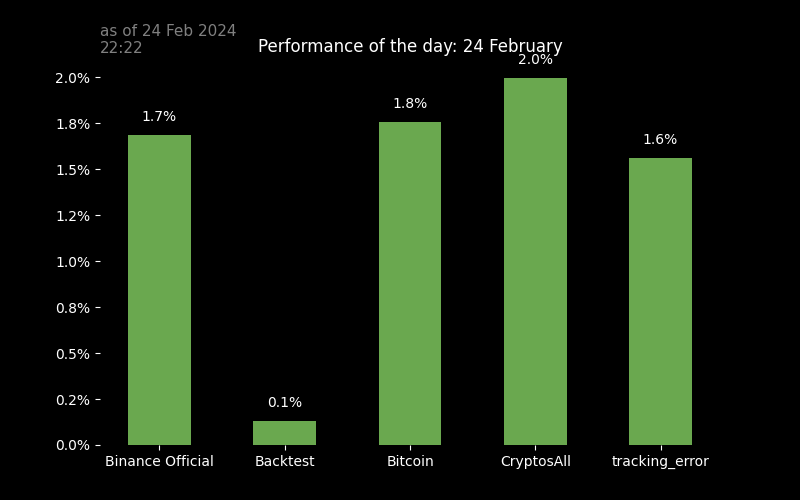 as of 24 Feb 2024
22:22
Performance of the day: 24 February
2.0%
1.8%
1.5%
1.2%
1.0%
0.8%
0.5%
0.2%
0.0%
1.7%
0.1%
1.8%
2.0%
1.6%
Binance Official
Backtest
Bitcoin
CryptosAll
tracking_error